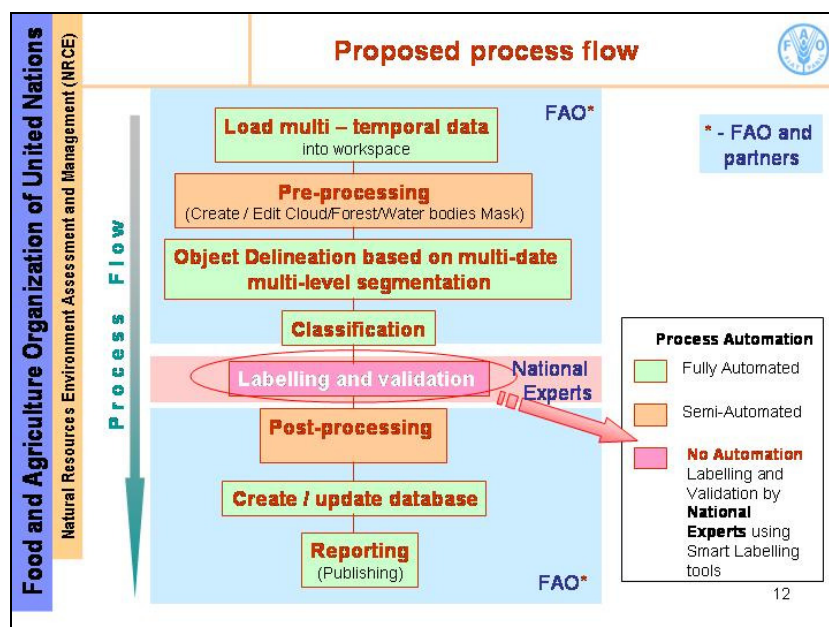 Food and Agriculture Organization of United Nations
Natural Resources Environment Assessment and Management (NRCE)
Proposed process flow
F A O
FIAT PANIS
Process Flow
FAO*
Load multi – temporal data
into workspace
Pre-processing
(Create / Edit Cloud/Forest/Water bodies Mask)
Object Delineation based on multi-date
multi-level segmentation
Classification
Labelling and validation
National
Experts
Post-processing
Create / update database
Reporting
(Publishing)
FAO*
* - FAO and
partners
Process Automation
Fully Automated
Semi-Automated
No Automation
Labelling and
Validation by
National
Experts using
Smart Labelling
tools
12